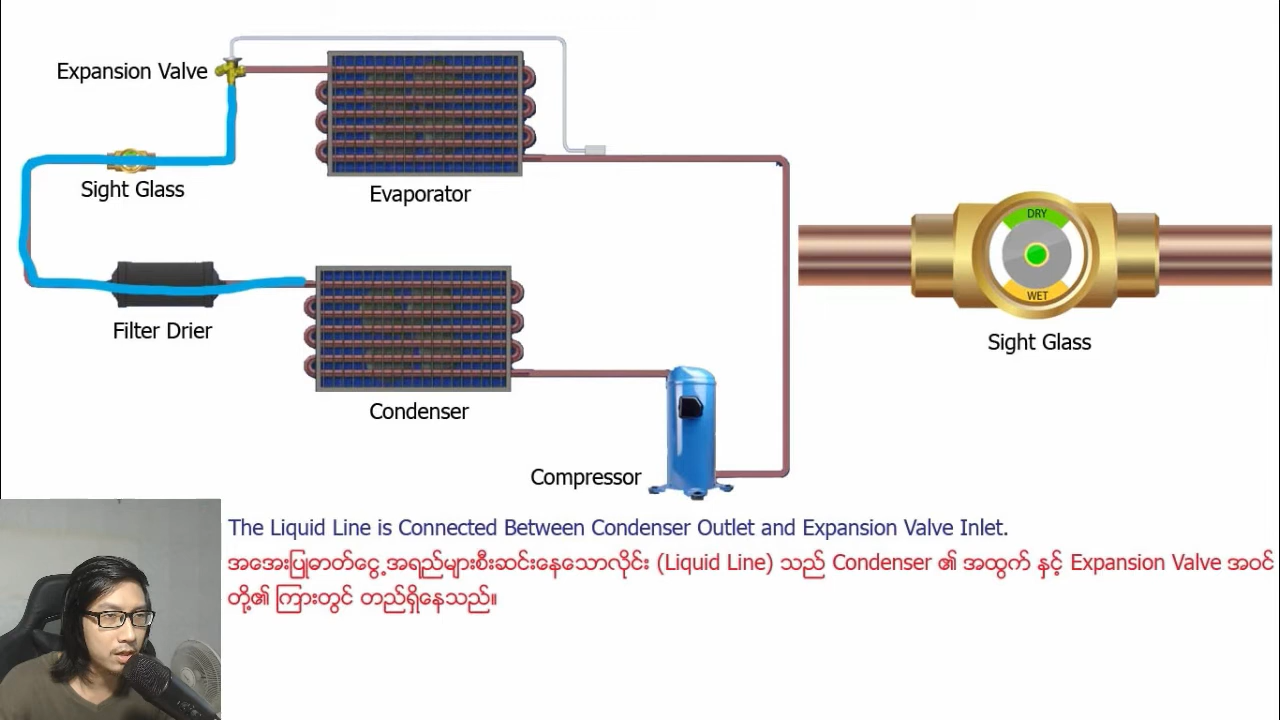 Expansion Valve
Sight Glass
Evaporator
Filter Drier
Condenser
Compressor
DRY
WET
Sight Glass
The Liquid Line is Connected Between Condenser Outlet and Expansion Valve Inlet.
အအေးပြုဓာတ်ငွေ့အရည်များစီးဆင်းနေသောလိုင်း (Liquid Line) သည် Condenser ၏ အထွက် နှင့် Expansion Valve အဝင်
တို့၏ ကြားတွင် တည်ရှိနေသည်။